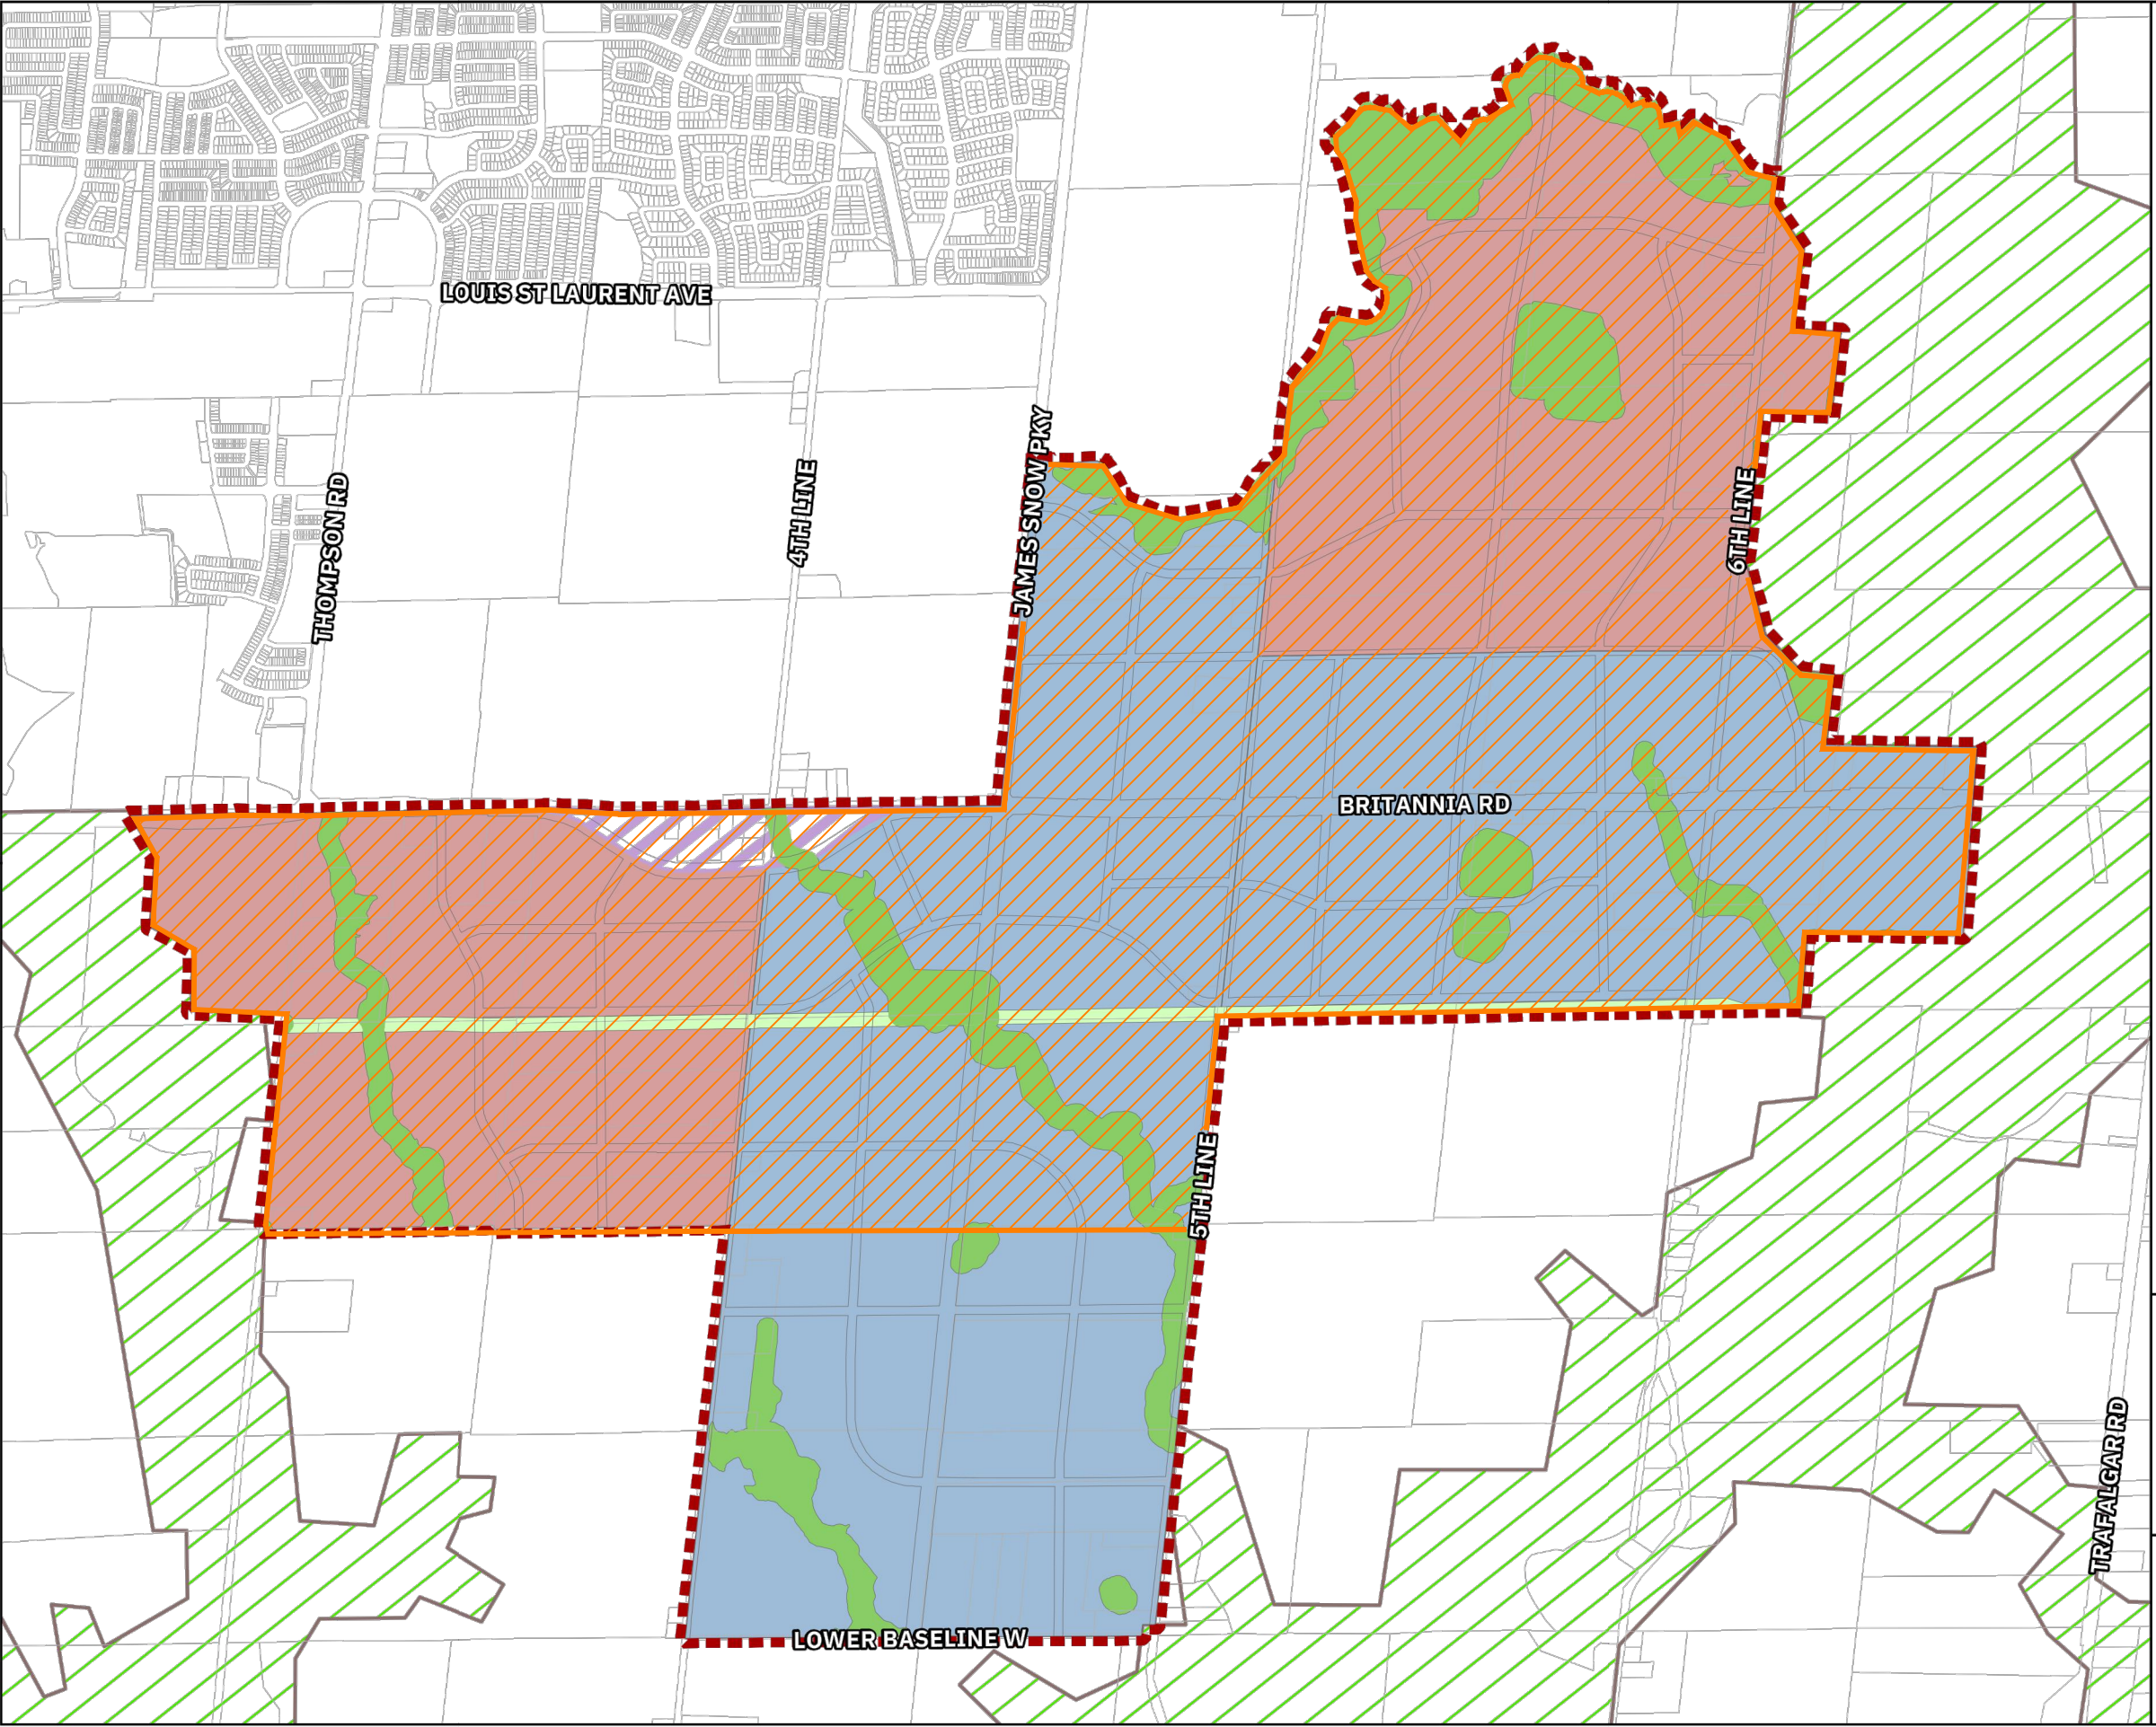 LOUIS ST LAURENT AVE
JAMES SNOW PKY
4TH LINE
THOMPSON RD
6TH LINE
BRITANNIA RD
5TH LINE
TRAFALGAR RD
LOWER BASELINE W